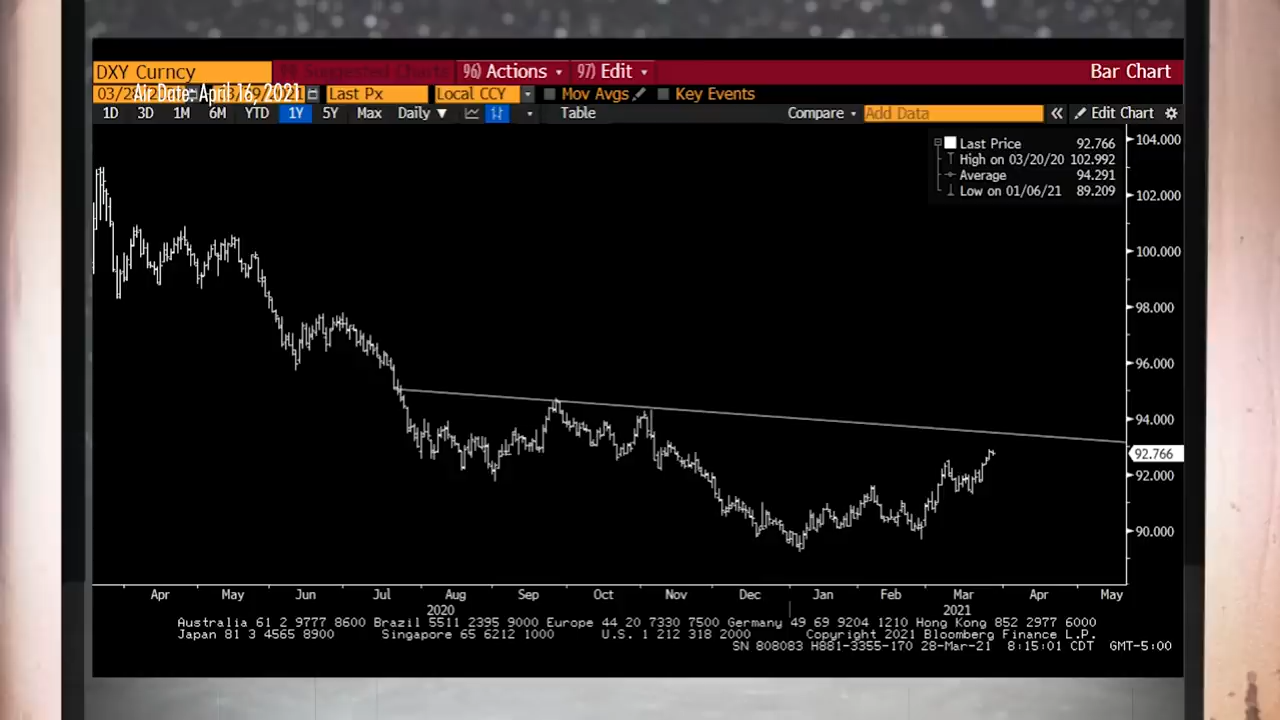 DXY Curncy 96) Actions 97) Edit Bar Chart
Air Date: April 16, 2021 Last Px Local CCY Mov Avgs Key Events
1D 3D 1M 6M YTD 1Y 5Y Max Daily Table Compare Add Data « Edit Chart
Last Price 92.766
High on 03/20/20 102.992
Average 94.291
Low on 01/06/21 89.209
104.000
102.000
100.000
98.000
96.000
94.000
92.766
92.000
90.000
Apr May Jun Jul Aug Sep Oct Nov Dec Jan Feb Mar Apr May
2020 2021
Australia 61 2 9777 8600 Brazil 5511 2395 9000 Europe 44 20 7330 7500 Germany 49 69 9204 1210 Hong Kong 852 2977 6000
Japan 81 3 4565 8900 Singapore 65 6212 1000 U.S. 1 212 318 2000 Copyright 2021 Bloomberg Finance L.P.
SN 808083 H881-3355-170 28-Mar-21 8:15:01 CDT GMT-5:00